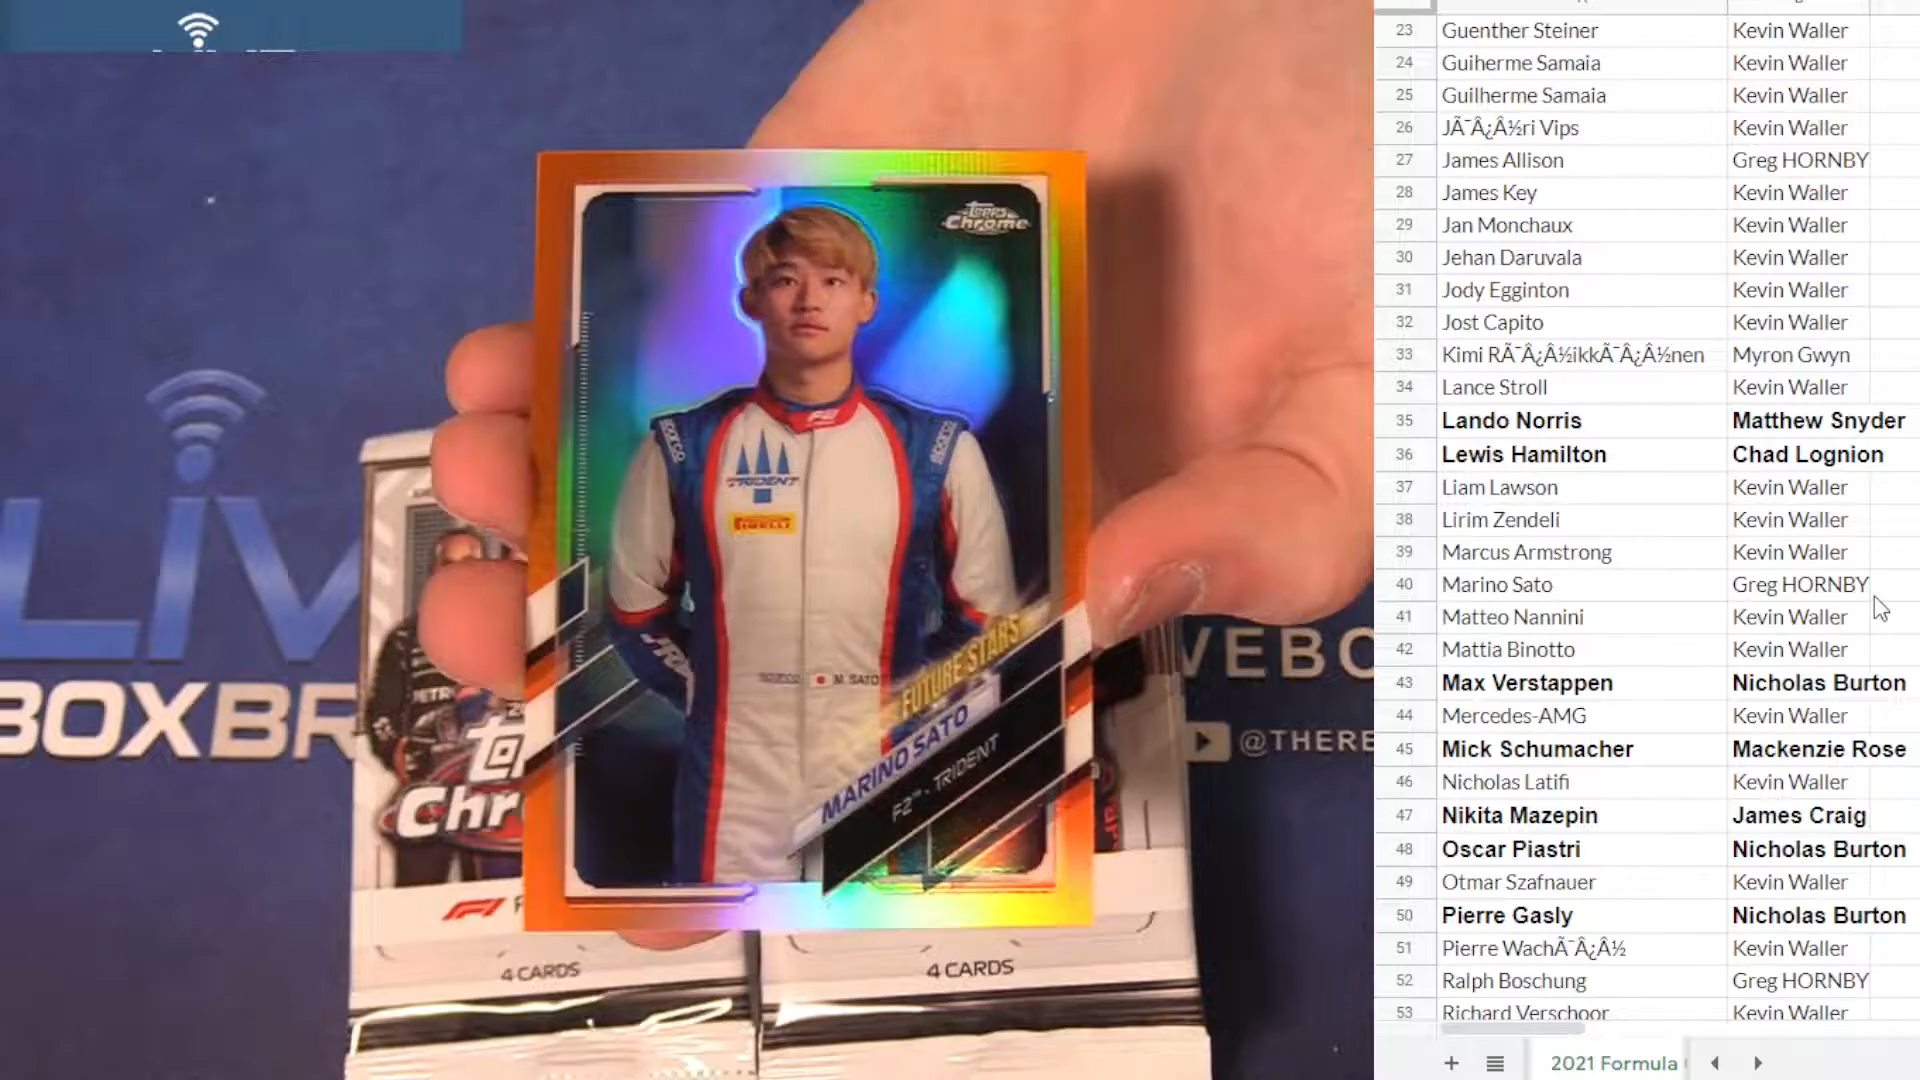 LIV
BOXBR
VEBO
@THERE
TOPPS
Chrome
SPARCO
SPARCO
F2
TRIDENT
PIRELLI
M. SATO
FUTURE STARS
MARINO SATO
F2™ - TRIDENT
PETR
Chr
4 CARDS
4 CARDS
23 Guenther Steiner Kevin Waller
24 Guiherme Samaia Kevin Waller
25 Guilherme Samaia Kevin Waller
26 JÃ¯Â¿Â½ri Vips Kevin Waller
27 James Allison Greg HORNBY
28 James Key Kevin Waller
29 Jan Monchaux Kevin Waller
30 Jehan Daruvala Kevin Waller
31 Jody Egginton Kevin Waller
32 Jost Capito Kevin Waller
33 Kimi RÃ¯Â¿Â½ikkÃ¯Â¿Â½nen Myron Gwyn
34 Lance Stroll Kevin Waller
35 Lando Norris Matthew Snyder
36 Lewis Hamilton Chad Lognion
37 Liam Lawson Kevin Waller
38 Lirim Zendeli Kevin Waller
39 Marcus Armstrong Kevin Waller
40 Marino Sato Greg HORNBY
41 Matteo Nannini Kevin Waller
42 Mattia Binotto Kevin Waller
43 Max Verstappen Nicholas Burton
44 Mercedes-AMG Kevin Waller
45 Mick Schumacher Mackenzie Rose
46 Nicholas Latifi Kevin Waller
47 Nikita Mazepin James Craig
48 Oscar Piastri Nicholas Burton
49 Otmar Szafnauer Kevin Waller
50 Pierre Gasly Nicholas Burton
51 Pierre WachÃ¯Â¿Â½ Kevin Waller
52 Ralph Boschung Greg HORNBY
53 Richard Verschoor Kevin Waller
2021 Formula